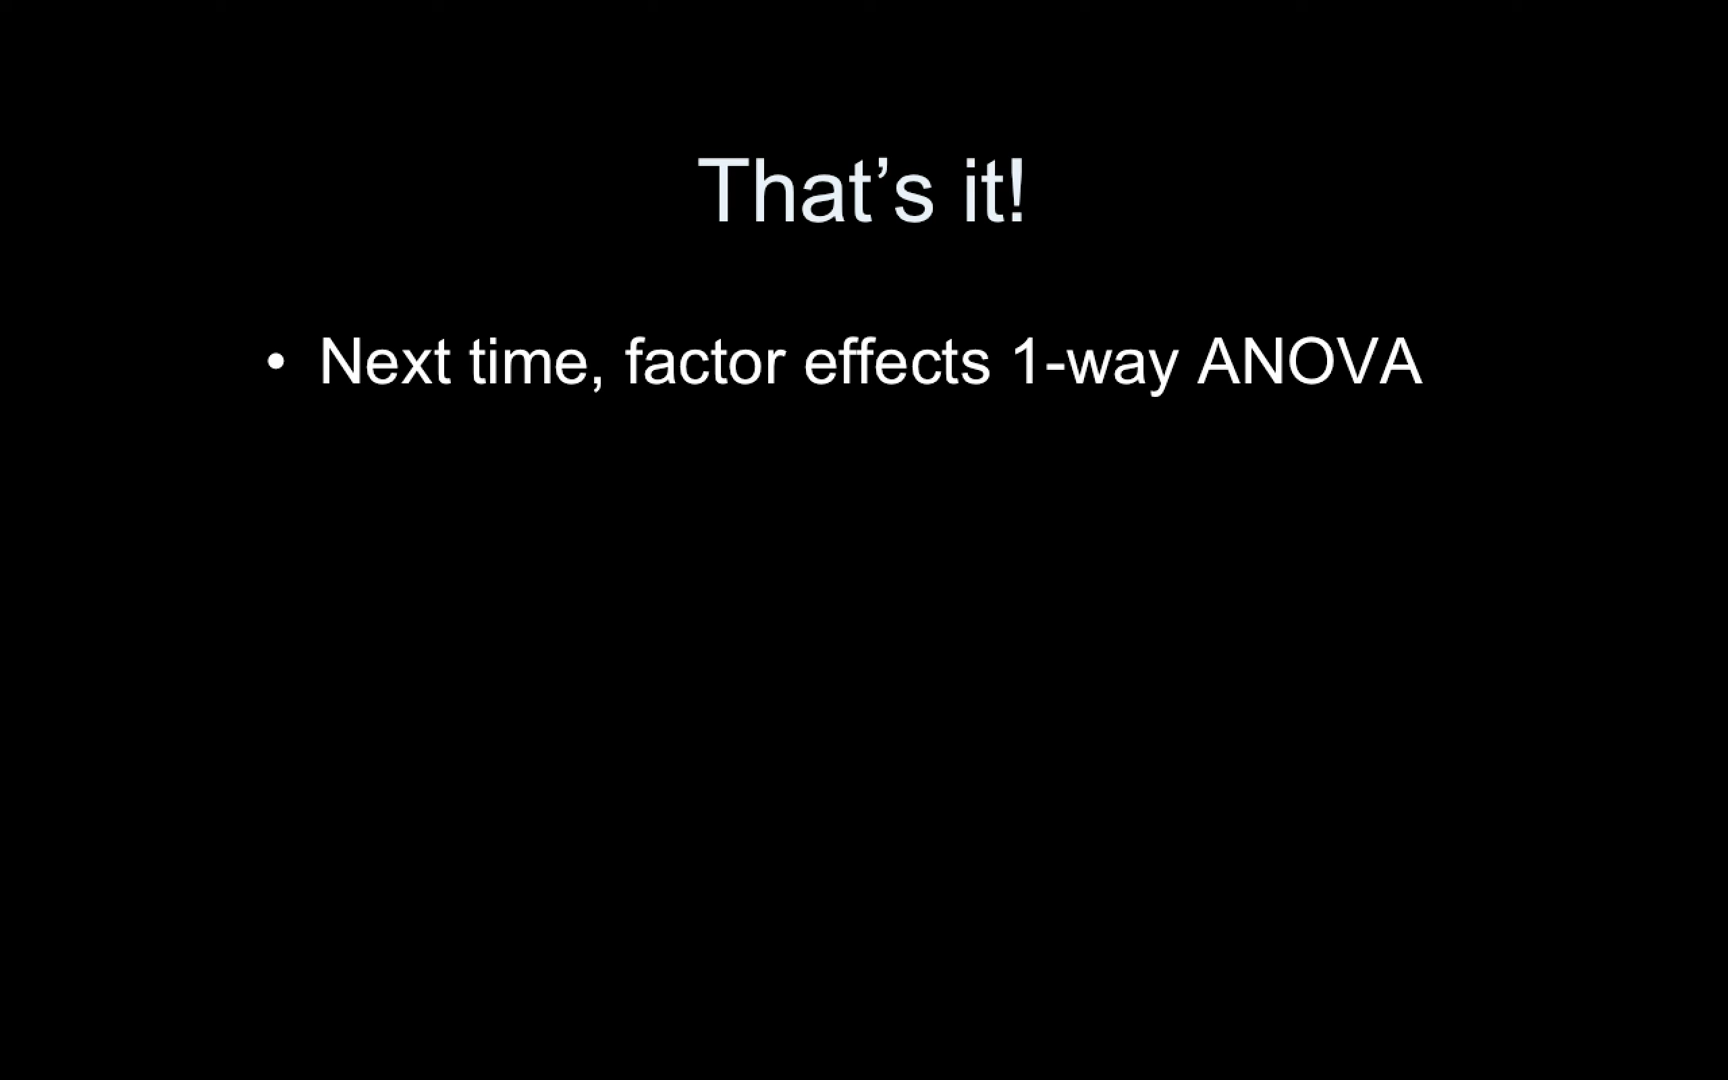 That’s it!
• Next time, factor effects 1-way ANOVA